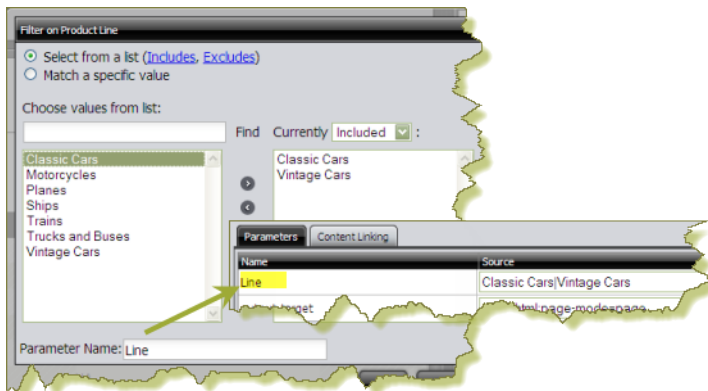 Filter on Product Line
Select from a list (Includes, Excludes)
Match a specific value
Choose values from list:
Find Currently Included :
Classic Cars
Motorcycles
Planes
Ships
Trains
Trucks and Buses
Vintage Cars
Classic Cars
Vintage Cars
Parameters Content Linking
Name Source
Line Classic Cars|Vintage Cars
Parameter Name: Line